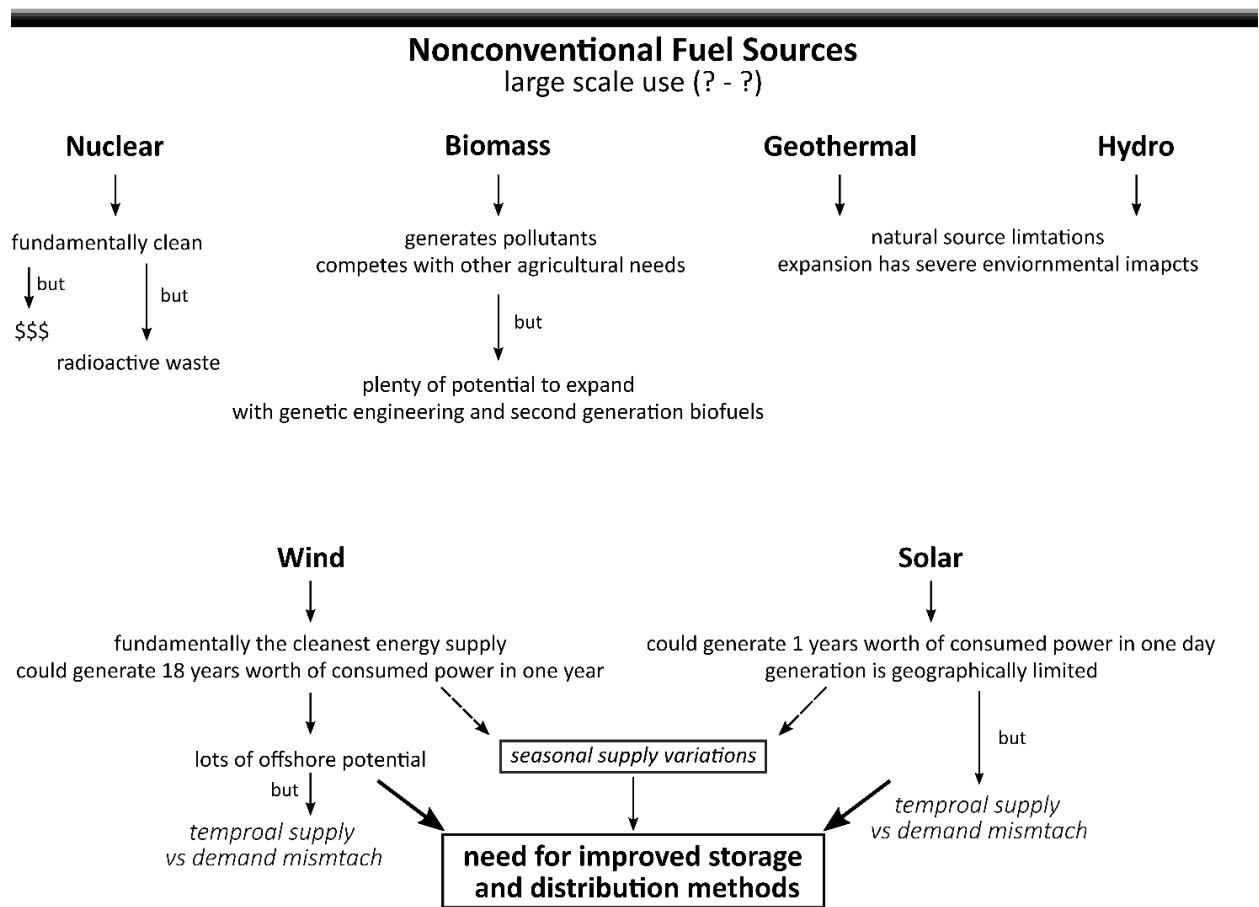 Nonconventional Fuel Sources
large scale use (? - ?)
Nuclear
fundamentally clean
but
$$$
but
radioactive waste
Biomass
generates pollutants
competes with other agricultural needs
but
plenty of potential to expand
with genetic engineering and second generation biofuels
Geothermal
Hydro
natural source limtations
expansion has severe enviornmental imapcts
Wind
fundamentally the cleanest energy supply
could generate 18 years worth of consumed power in one year
lots of offshore potential
but
temproal supply
vs demand mismtach
Solar
could generate 1 years worth of consumed power in one day
generation is geographically limited
but
temproal supply
vs demand mismtach
seasonal supply variations
need for improved storage
and distribution methods